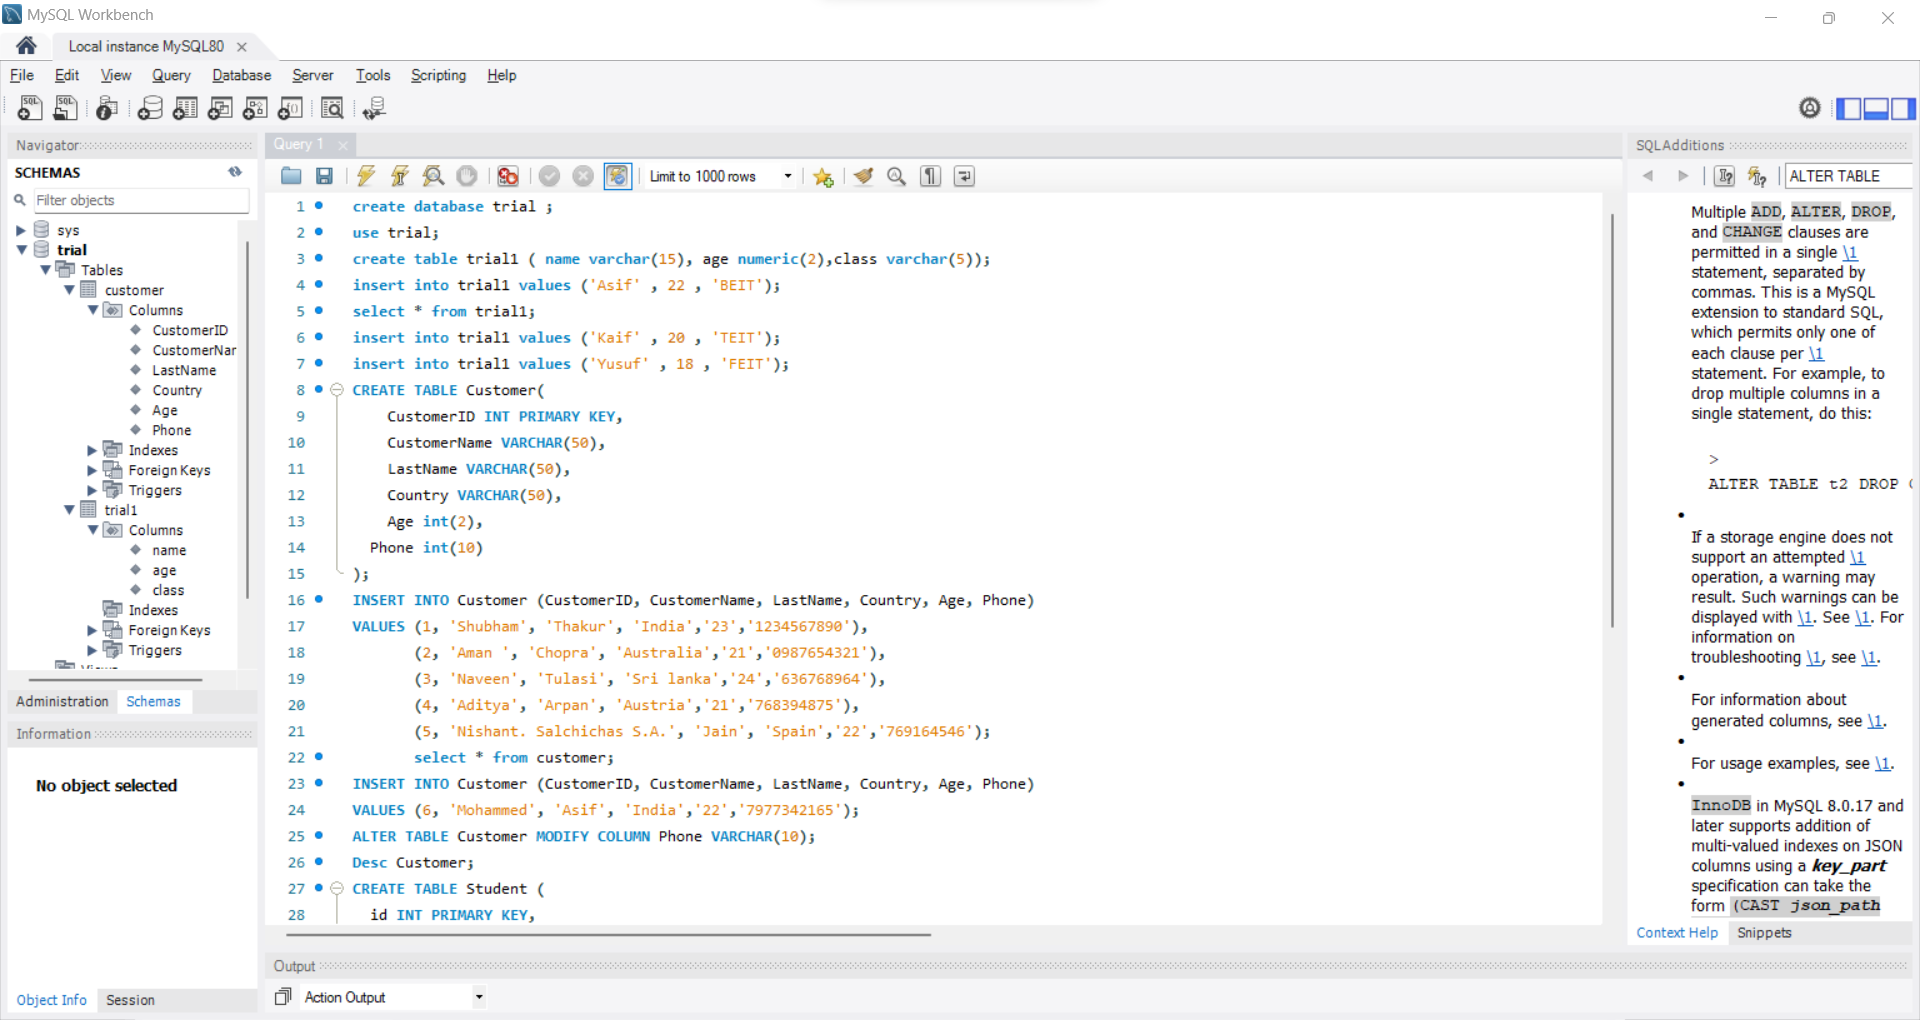 MySQL Workbench
Local instance MySQL80
File Edit View Query Database Server Tools Scripting Help
Navigator
SCHEMAS
Filter objects
sys
trial
Tables
customer
Columns
CustomerID
CustomerNar
LastName
Country
Age
Phone
Indexes
Foreign Keys
Triggers
trial1
Columns
name
age
class
Indexes
Foreign Keys
Triggers
Administration Schemas
Information
No object selected
Object Info Session
Query 1
Limit to 1000 rows
1 create database trial ;
2 use trial;
3 create table trial1 ( name varchar(15), age numeric(2),class varchar(5));
4 insert into trial1 values ('Asif' , 22 , 'BEIT');
5 select * from trial1;
6 insert into trial1 values ('Kaif' , 20 , 'TEIT');
7 insert into trial1 values ('Yusuf' , 18 , 'FEIT');
8 CREATE TABLE Customer(
9 CustomerID INT PRIMARY KEY,
10 CustomerName VARCHAR(50),
11 LastName VARCHAR(50),
12 Country VARCHAR(50),
13 Age int(2),
14 Phone int(10)
15 );
16 INSERT INTO Customer (CustomerID, CustomerName, LastName, Country, Age, Phone)
17 VALUES (1, 'Shubham', 'Thakur', 'India','23','1234567890'),
18 (2, 'Aman ', 'Chopra', 'Australia','21','0987654321'),
19 (3, 'Naveen', 'Tulasi', 'Sri lanka','24','636768964'),
20 (4, 'Aditya', 'Arpan', 'Austria','21','768394875'),
21 (5, 'Nishant. Salchichas S.A.', 'Jain', 'Spain','22','769164546');
22 select * from customer;
23 INSERT INTO Customer (CustomerID, CustomerName, LastName, Country, Age, Phone)
24 VALUES (6, 'Mohammed', 'Asif', 'India','22','7977342165');
25 ALTER TABLE Customer MODIFY COLUMN Phone VARCHAR(10);
26 Desc Customer;
27 CREATE TABLE Student (
28 id INT PRIMARY KEY,
Output
Action Output
SQLAdditions
ALTER TABLE
Multiple ADD, ALTER, DROP,
and CHANGE clauses are
permitted in a single \1
statement, separated by
commas. This is a MySQL
extension to standard SQL,
which permits only one of
each clause per \1
statement. For example, to
drop multiple columns in a
single statement, do this:
>
ALTER TABLE t2 DROP
If a storage engine does not
support an attempted \1
operation, a warning may
result. Such warnings can be
displayed with \1. See \1. For
information on
troubleshooting \1, see \1.
For information about
generated columns, see \1.
For usage examples, see \1.
InnoDB in MySQL 8.0.17 and
later supports addition of
multi-valued indexes on JSON
columns using a key_part
specification can take the
form (CAST json_path
Context Help Snippets